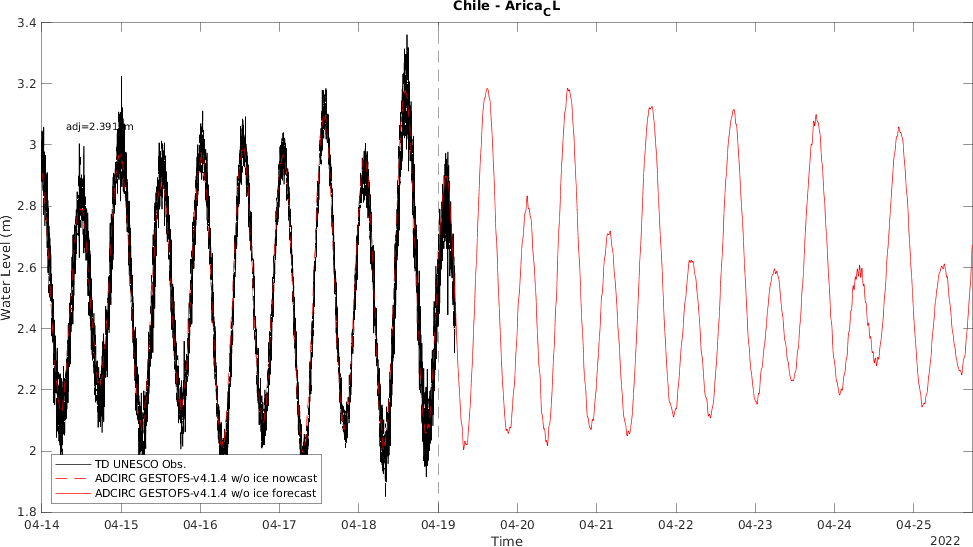 Chile - Arica_CL
3.4
3.2
3
2.8
2.6
2.4
2.2
2
1.8
Water Level (m)
adj=2.391 m
TD UNESCO Obs.
ADCIRC GESTOFS-v4.1.4 w/o ice nowcast
ADCIRC GESTOFS-v4.1.4 w/o ice forecast
04-14 04-15 04-16 04-17 04-18 04-19 04-20 04-21 04-22 04-23 04-24 04-25
Time
2022